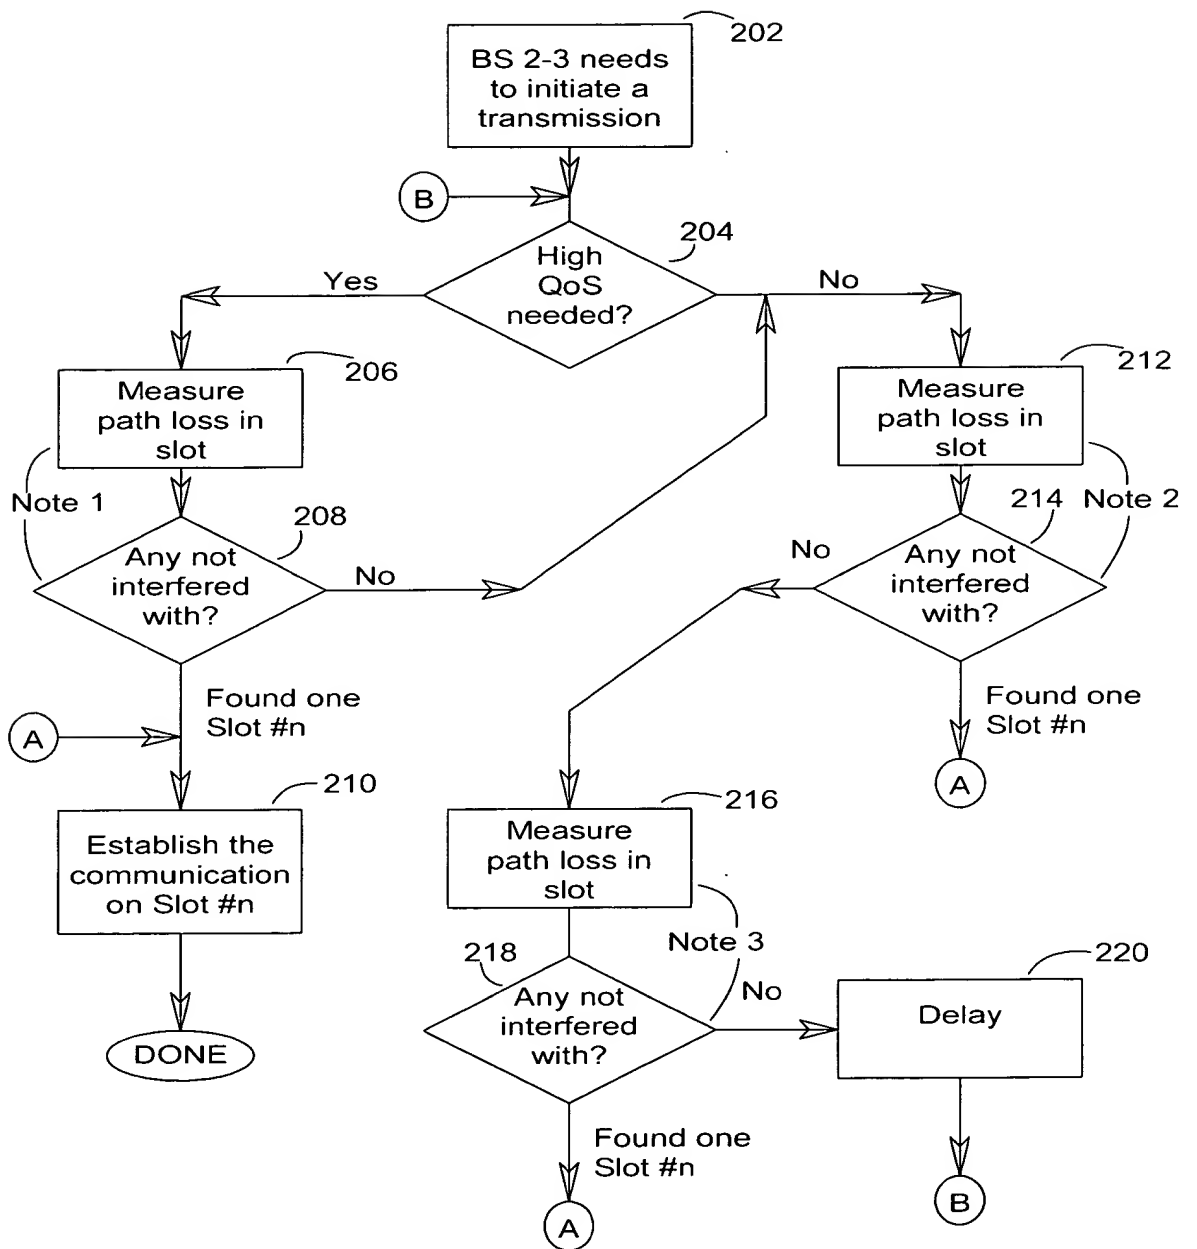 202
BS 2-3 needs
to initiate a
transmission
B
204
High
QoS
needed?
Yes
No
206
Measure
path loss in
slot
212
Measure
path loss in
slot
Note 1
Note 2
208
Any not
interfered
with?
No
214
Any not
interfered
with?
No
Found one
Slot #n
A
Found one
Slot #n
A
210
Establish the
communication
on Slot #n
216
Measure
path loss in
slot
Note 3
218
Any not
interfered
with?
No
220
Delay
DONE
Found one
Slot #n
A
B